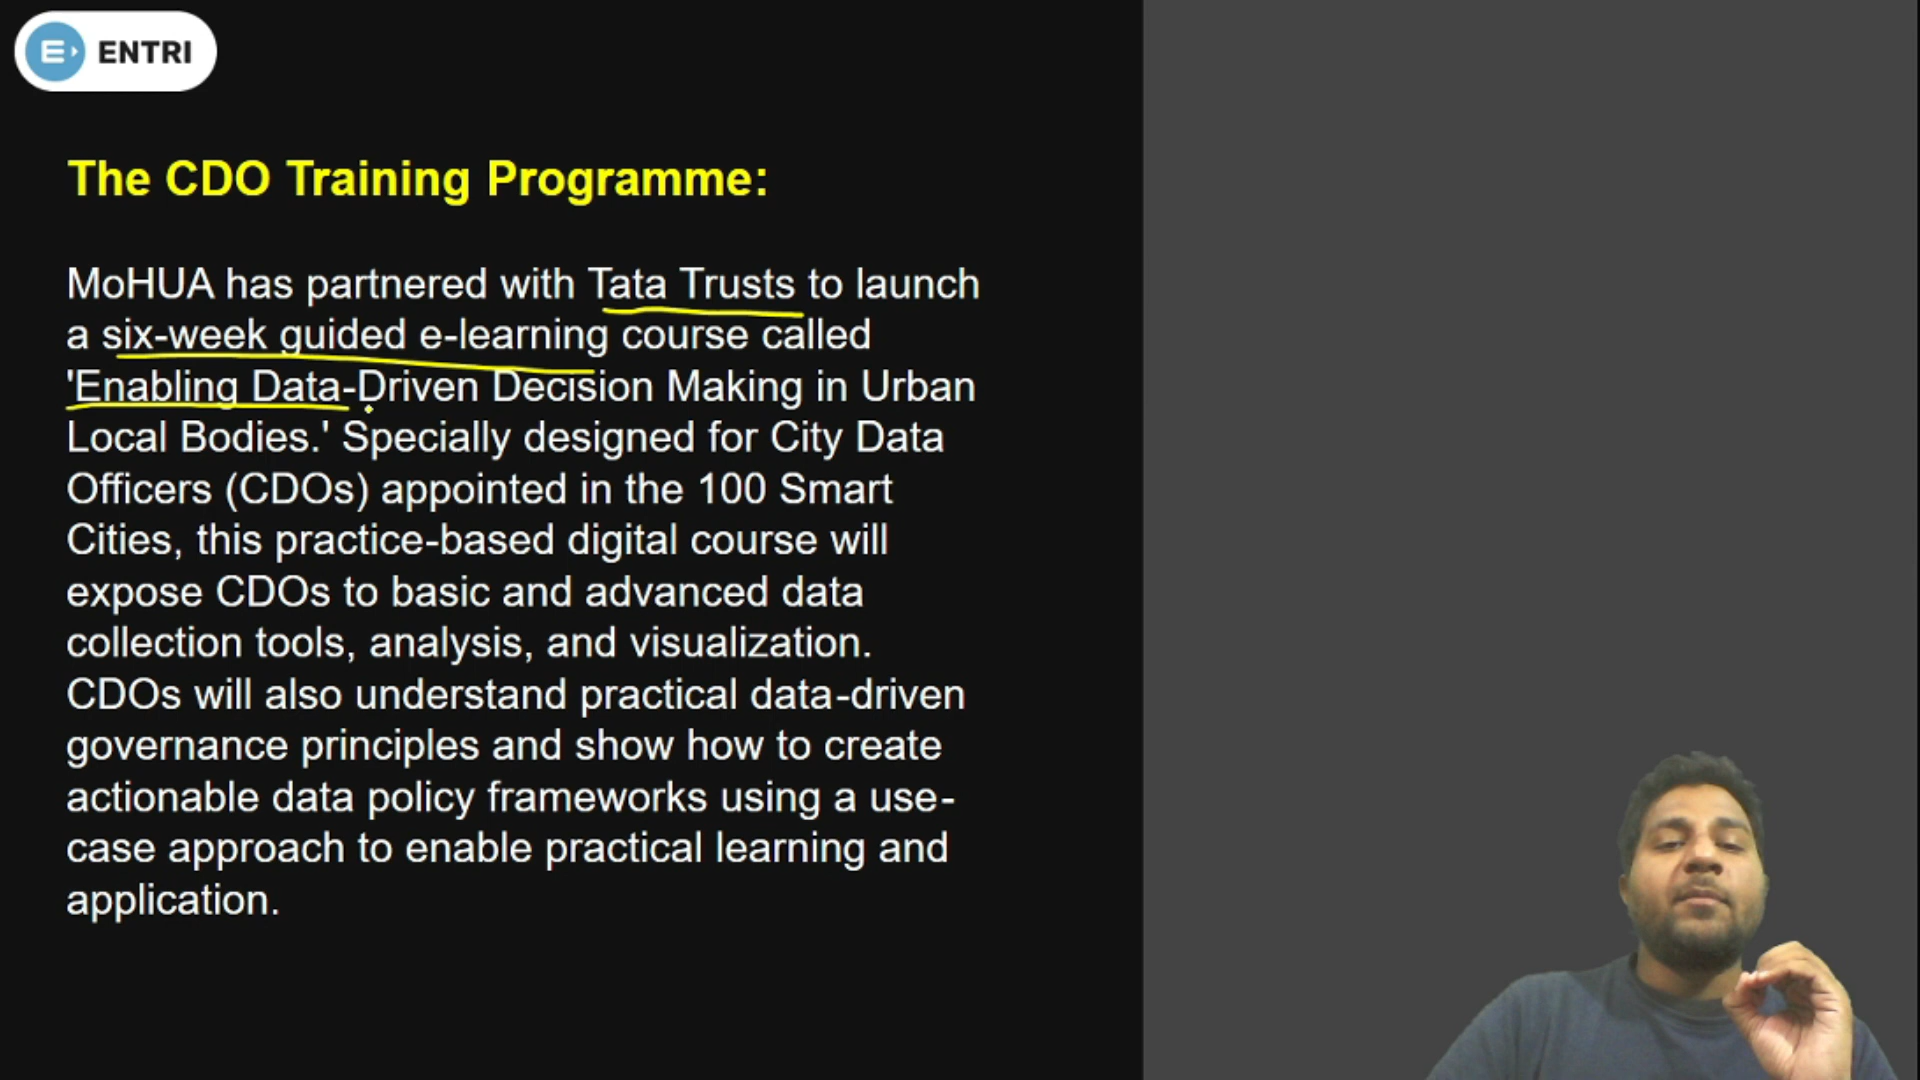 ENTRI
The CDO Training Programme:
MoHUA has partnered with Tata Trusts to launch
a six-week guided e-learning course called
'Enabling Data-Driven Decision Making in Urban
Local Bodies.' Specially designed for City Data
Officers (CDOs) appointed in the 100 Smart
Cities, this practice-based digital course will
expose CDOs to basic and advanced data
collection tools, analysis, and visualization.
CDOs will also understand practical data-driven
governance principles and show how to create
actionable data policy frameworks using a use-
case approach to enable practical learning and
application.